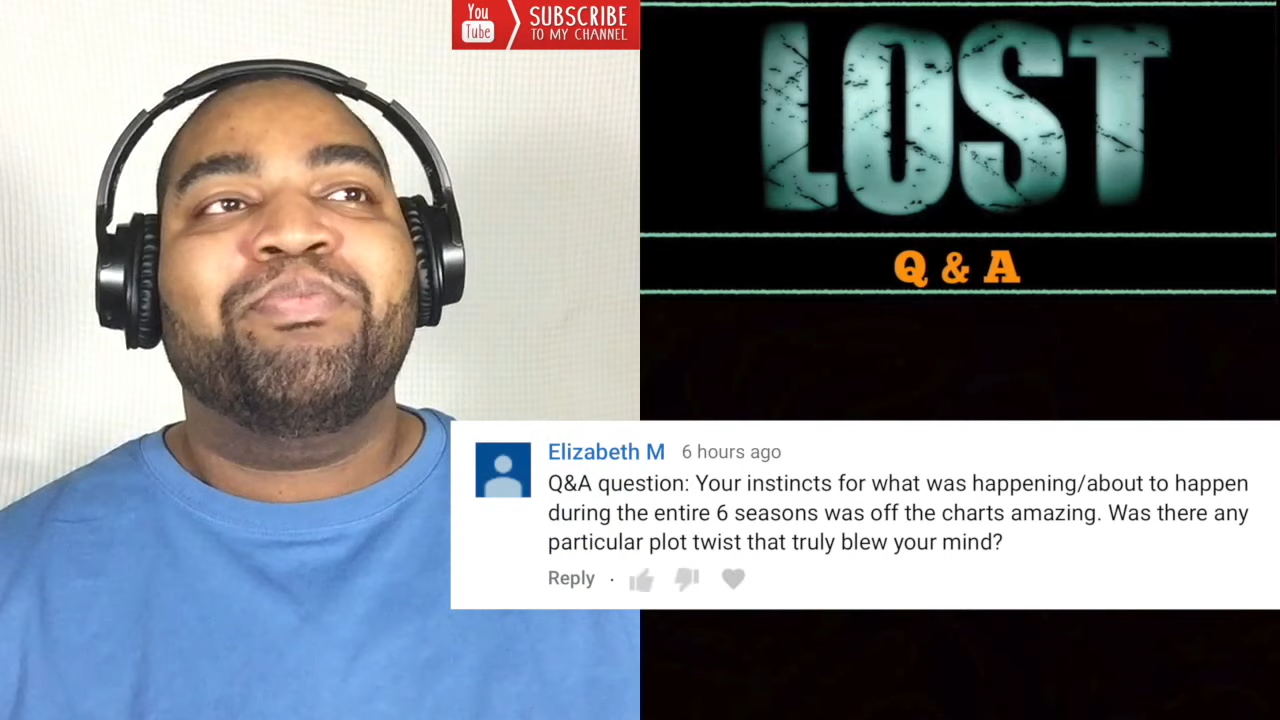 You
Tube
SUBSCRIBE
TO MY CHANNEL
LOST
Q & A
Elizabeth M 6 hours ago
Q&A question: Your instincts for what was happening/about to happen
during the entire 6 seasons was off the charts amazing. Was there any
particular plot twist that truly blew your mind?
Reply ·